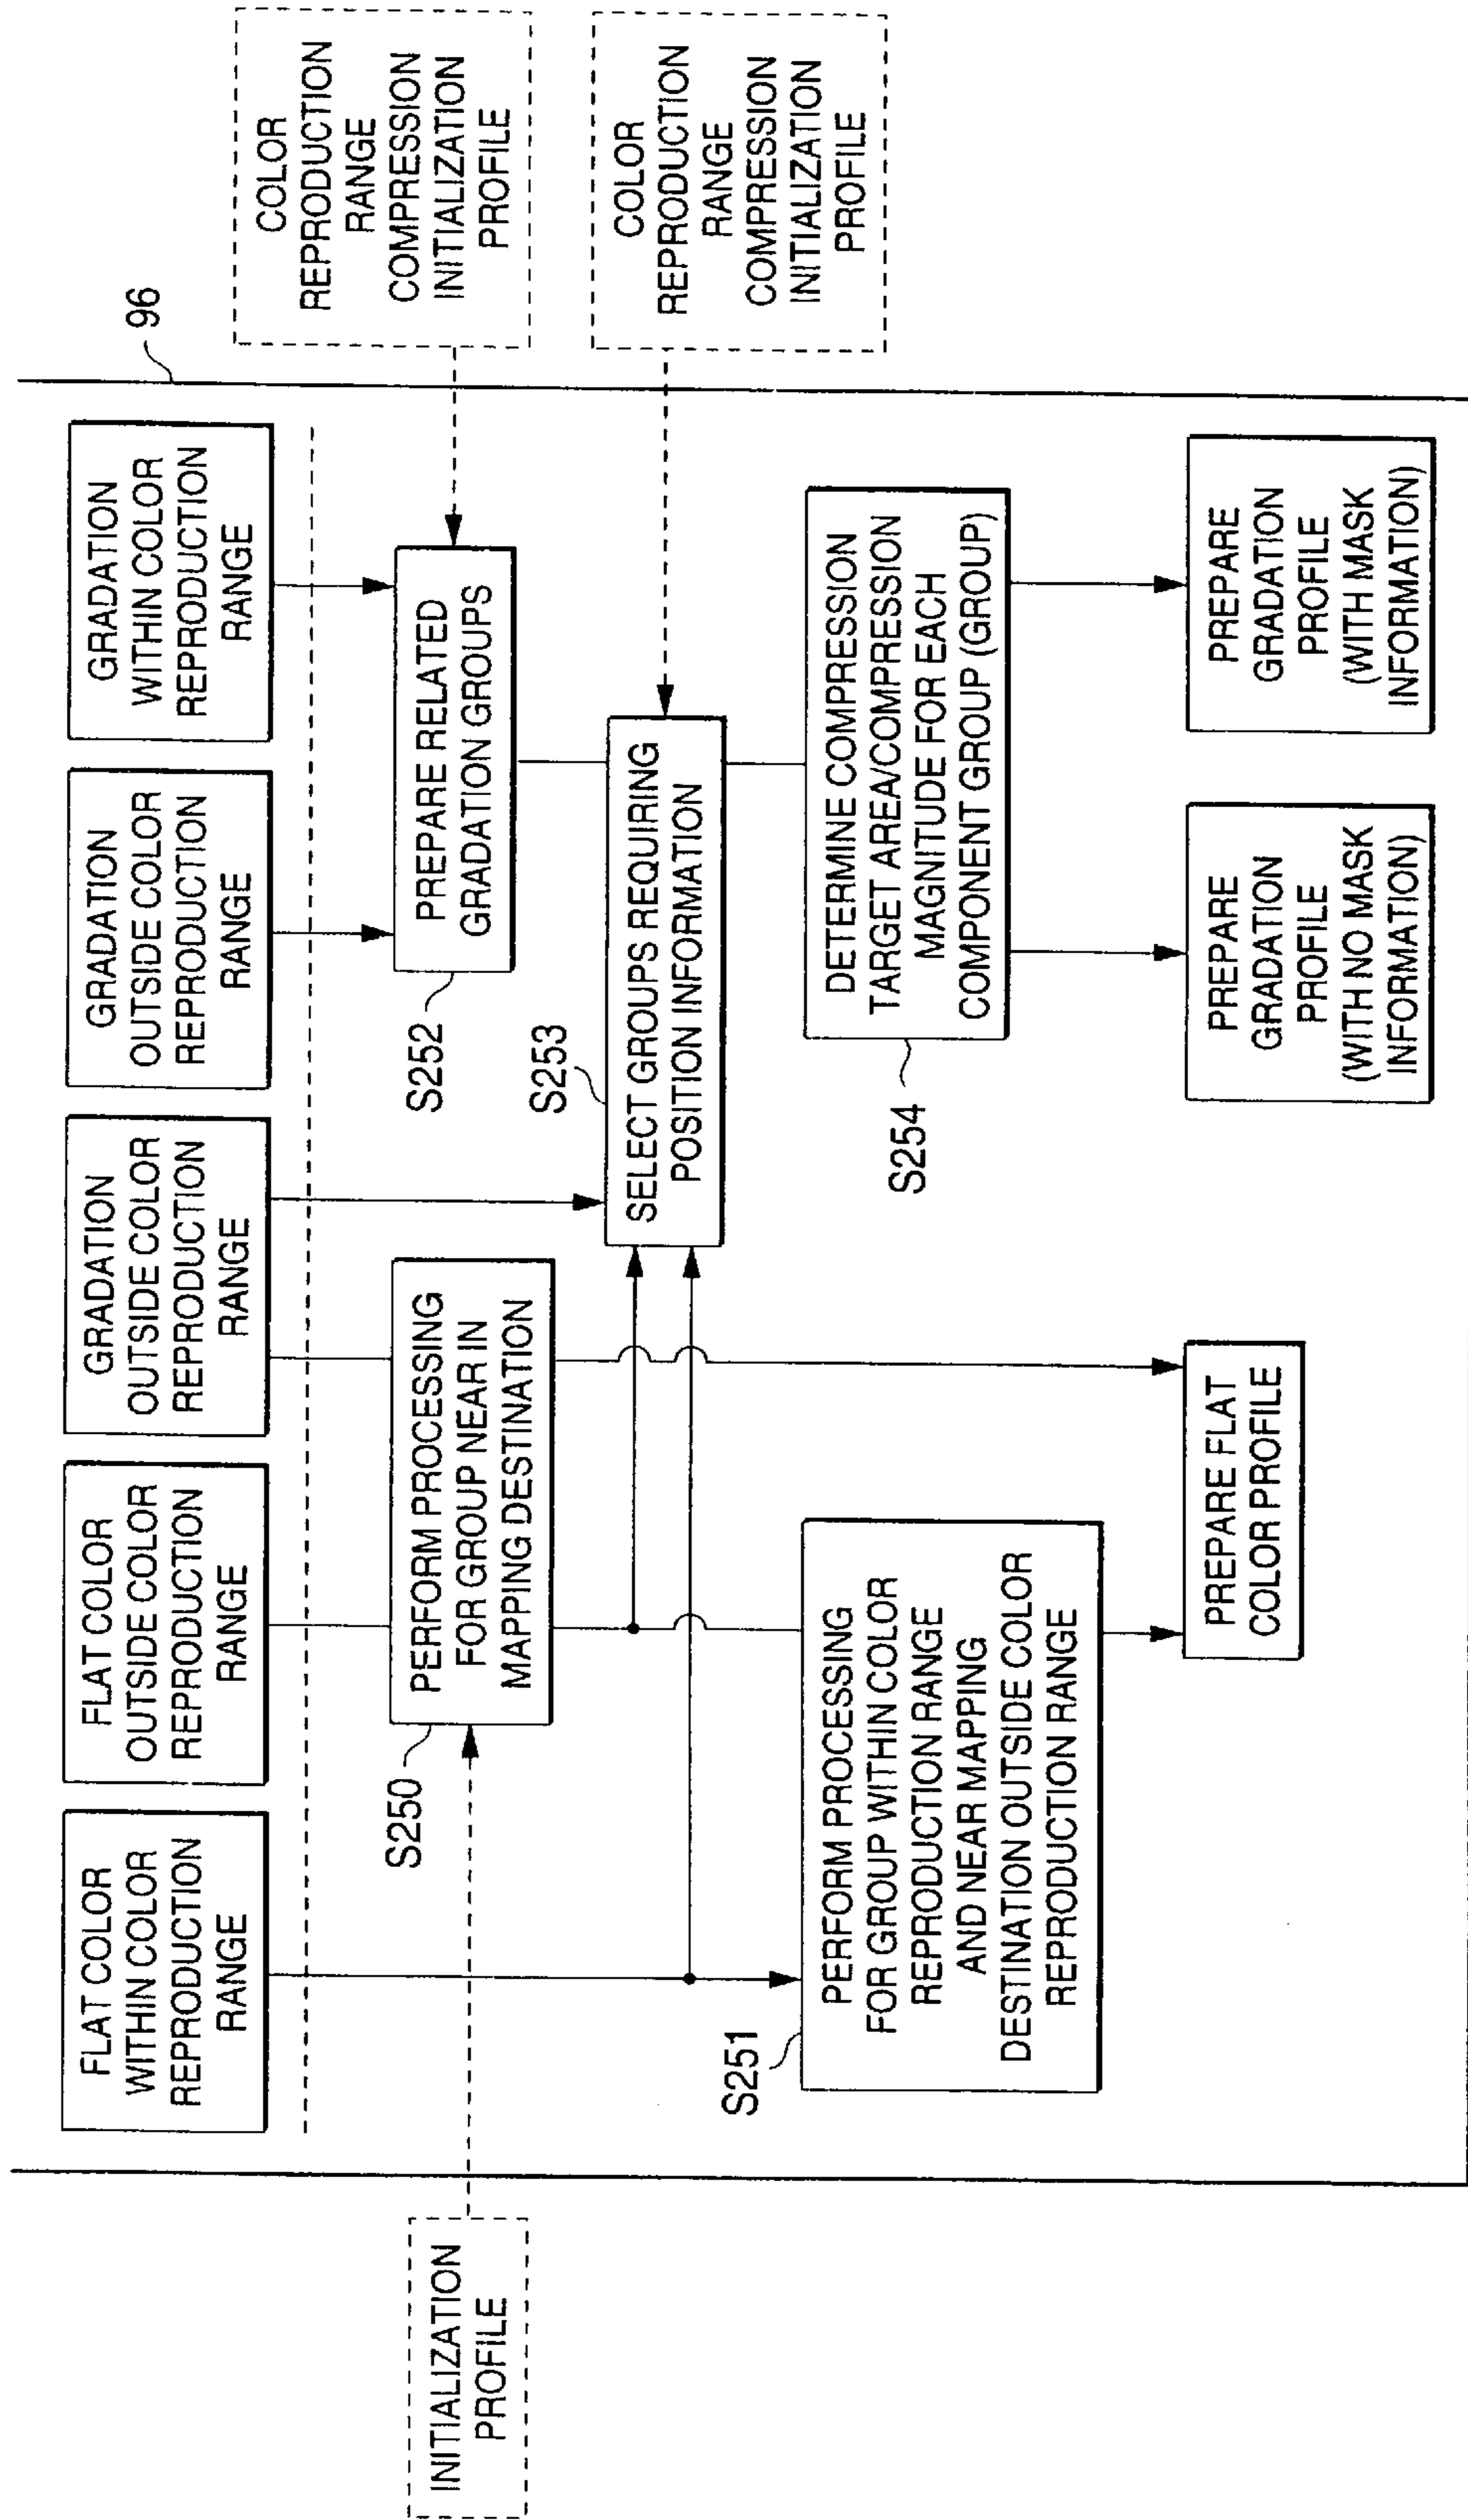 96
FLAT COLOR
WITHIN COLOR
REPRODUCTION
RANGE
FLAT COLOR
OUTSIDE COLOR
REPRODUCTION
RANGE
GRADATION
OUTSIDE COLOR
REPRODUCTION
RANGE
GRADATION
OUTSIDE COLOR
REPRODUCTION
RANGE
GRADATION
WITHIN COLOR
REPRODUCTION
RANGE
INITIALIZATION
PROFILE
S250
PERFORM PROCESSING
FOR GROUP NEAR IN
MAPPING DESTINATION
S252
PREPARE RELATED
GRADATION GROUPS
COLOR
REPRODUCTION
RANGE
COMPRESSION
INITIALIZATION
PROFILE
S253
SELECT GROUPS REQUIRING
POSITION INFORMATION
COLOR
REPRODUCTION
RANGE
COMPRESSION
INITIALIZATION
PROFILE
S251
PERFORM PROCESSING
FOR GROUP WITHIN COLOR
REPRODUCTION RANGE
AND NEAR MAPPING
DESTINATION OUTSIDE COLOR
REPRODUCTION RANGE
S254
DETERMINE COMPRESSION
TARGET AREA/COMPRESSION
MAGNITUDE FOR EACH
COMPONENT GROUP (GROUP)
PREPARE FLAT
COLOR PROFILE
PREPARE
GRADATION
PROFILE
(WITH NO MASK
INFORMATION)
PREPARE
GRADATION
PROFILE
(WITH MASK
INFORMATION)